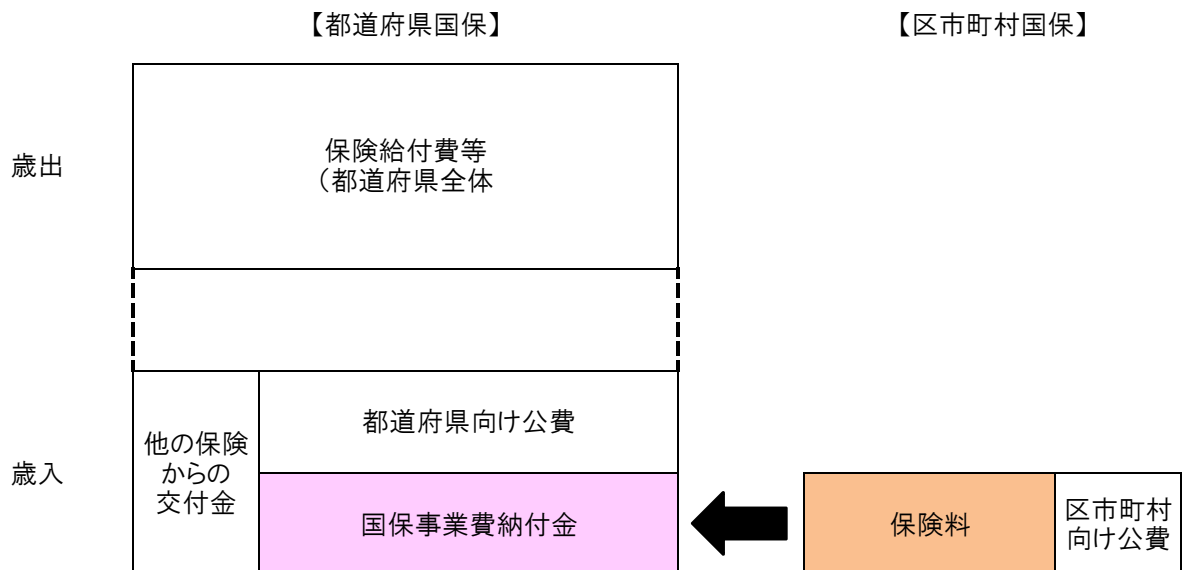 【都道府県国保】
【区市町村国保】
歳出
保険給付費等
（都道府県全体
歳入
他の保険
からの
交付金
都道府県向け公費
国保事業費納付金
保険料
区市町村
向け公費